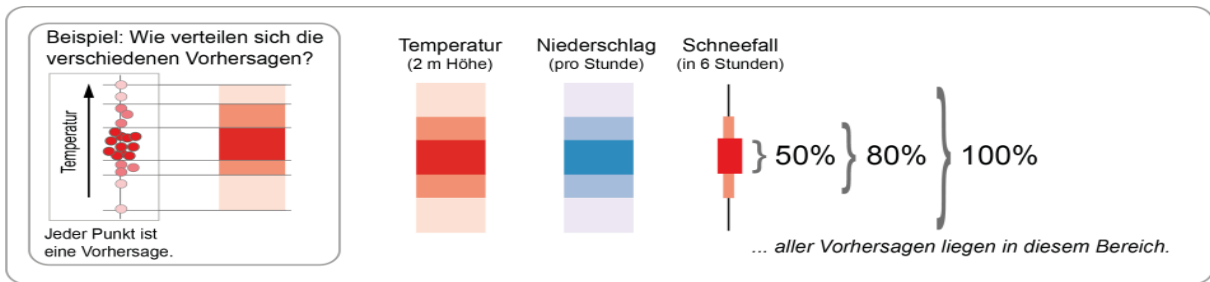 Beispiel: Wie verteilen sich die
verschiedenen Vorhersagen?
Temperatur
Jeder Punkt ist
eine Vorhersage.
Temperatur
(2 m Höhe)
Niederschlag
(pro Stunde)
Schneefall
(in 6 Stunden)
50%
80%
100%
... aller Vorhersagen liegen in diesem Bereich.